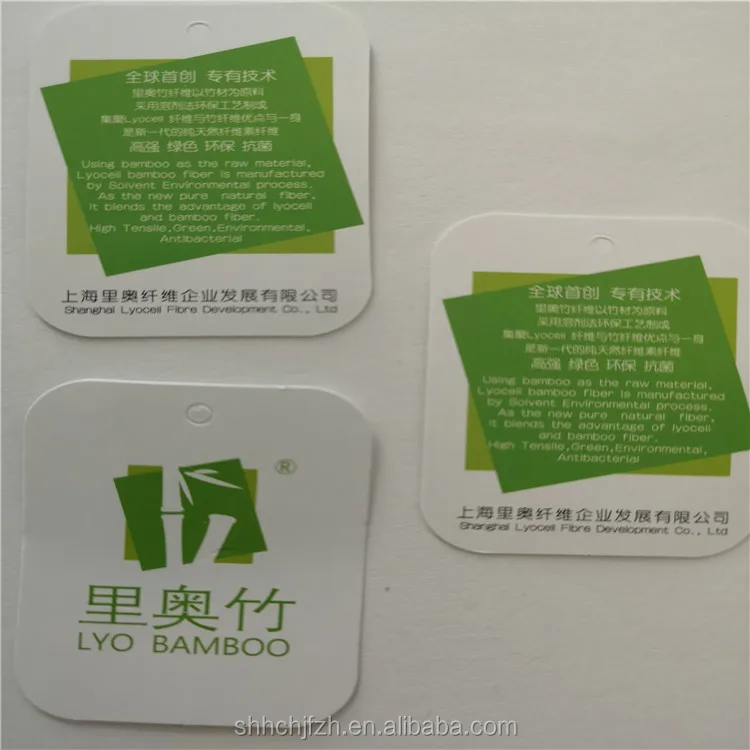 全球首创 专有技术
里奥竹纤维以竹材为原料
采用溶剂法环保工艺制成
集聚Lyocell 纤维与竹纤维优点与一身
是新一代的纯天然纤维素纤维
高强 绿色 环保 抗菌
Using bamboo as the raw material,
Lyocell bamboo fiber is manufactured
by Solvent Environmental process.
As the new pure natural fiber,
it blends the advantage of lyocell
and bamboo fiber.
High Tensile,Green,Environmental,
Antibacterial
上海里奥纤维企业发展有限公司
Shanghai Lyocell Fibre Development Co., Ltd
全球首创 专有技术
里奥竹纤维以竹材为原料
采用溶剂法环保工艺制成
集聚Lyocell 纤维与竹纤维优点与一身
是新一代的纯天然纤维素纤维
高强 绿色 环保 抗菌
Using bamboo as the raw material,
Lyocell bamboo fiber is manufactured
by Solvent Environmental process.
As the new pure natural fiber,
it blends the advantage of lyocell
and bamboo fiber.
High Tensile,Green,Environmental,
Antibacterial
上海里奥纤维企业发展有限公司
Shanghai Lyocell Fibre Development Co., Ltd
®
里奥竹
LYO BAMBOO
shhchjfzh.en.alibaba.com